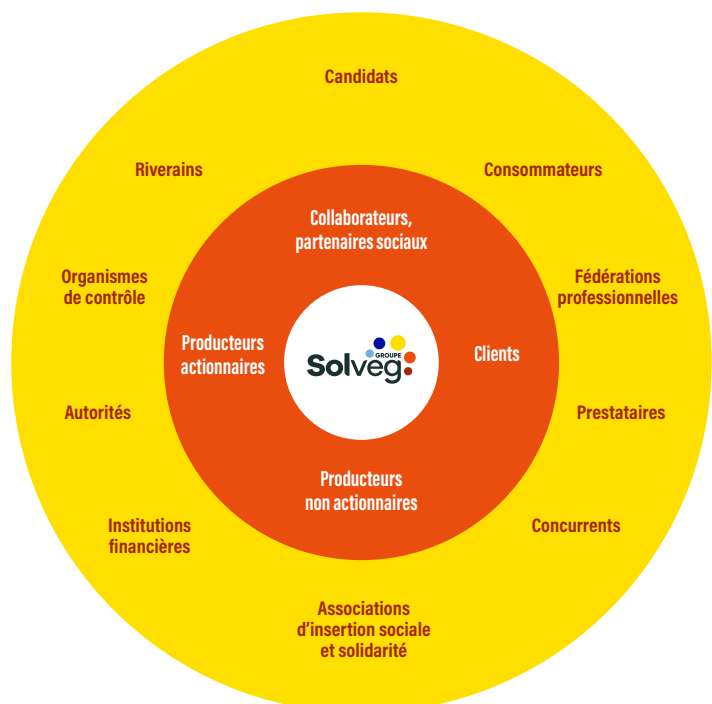 Candidats
Riverains
Consommateurs
Collaborateurs,
partenaires sociaux
Organismes
de contrôle
Fédérations
professionnelles
Producteurs
actionnaires
GROUPE
Solveg
Clients
Autorités
Prestataires
Producteurs
non actionnaires
Institutions
financières
Concurrents
Associations
d'insertion sociale
et solidarité